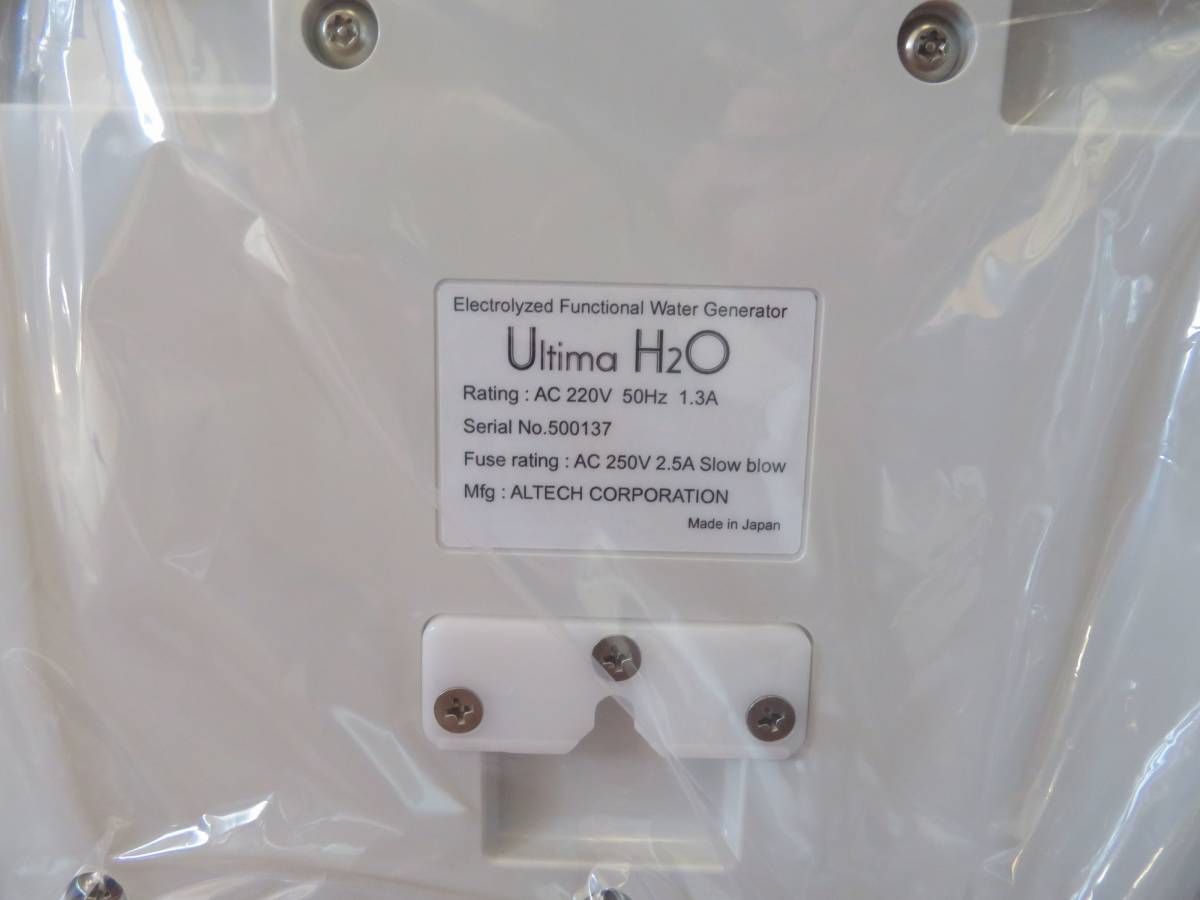 Electrolyzed Functional Water Generator
Ultima H2O
Rating : AC 220V 50Hz 1.3A
Serial No.500137
Fuse rating : AC 250V 2.5A Slow blow
Mfg : ALTECH CORPORATION
Made in Japan